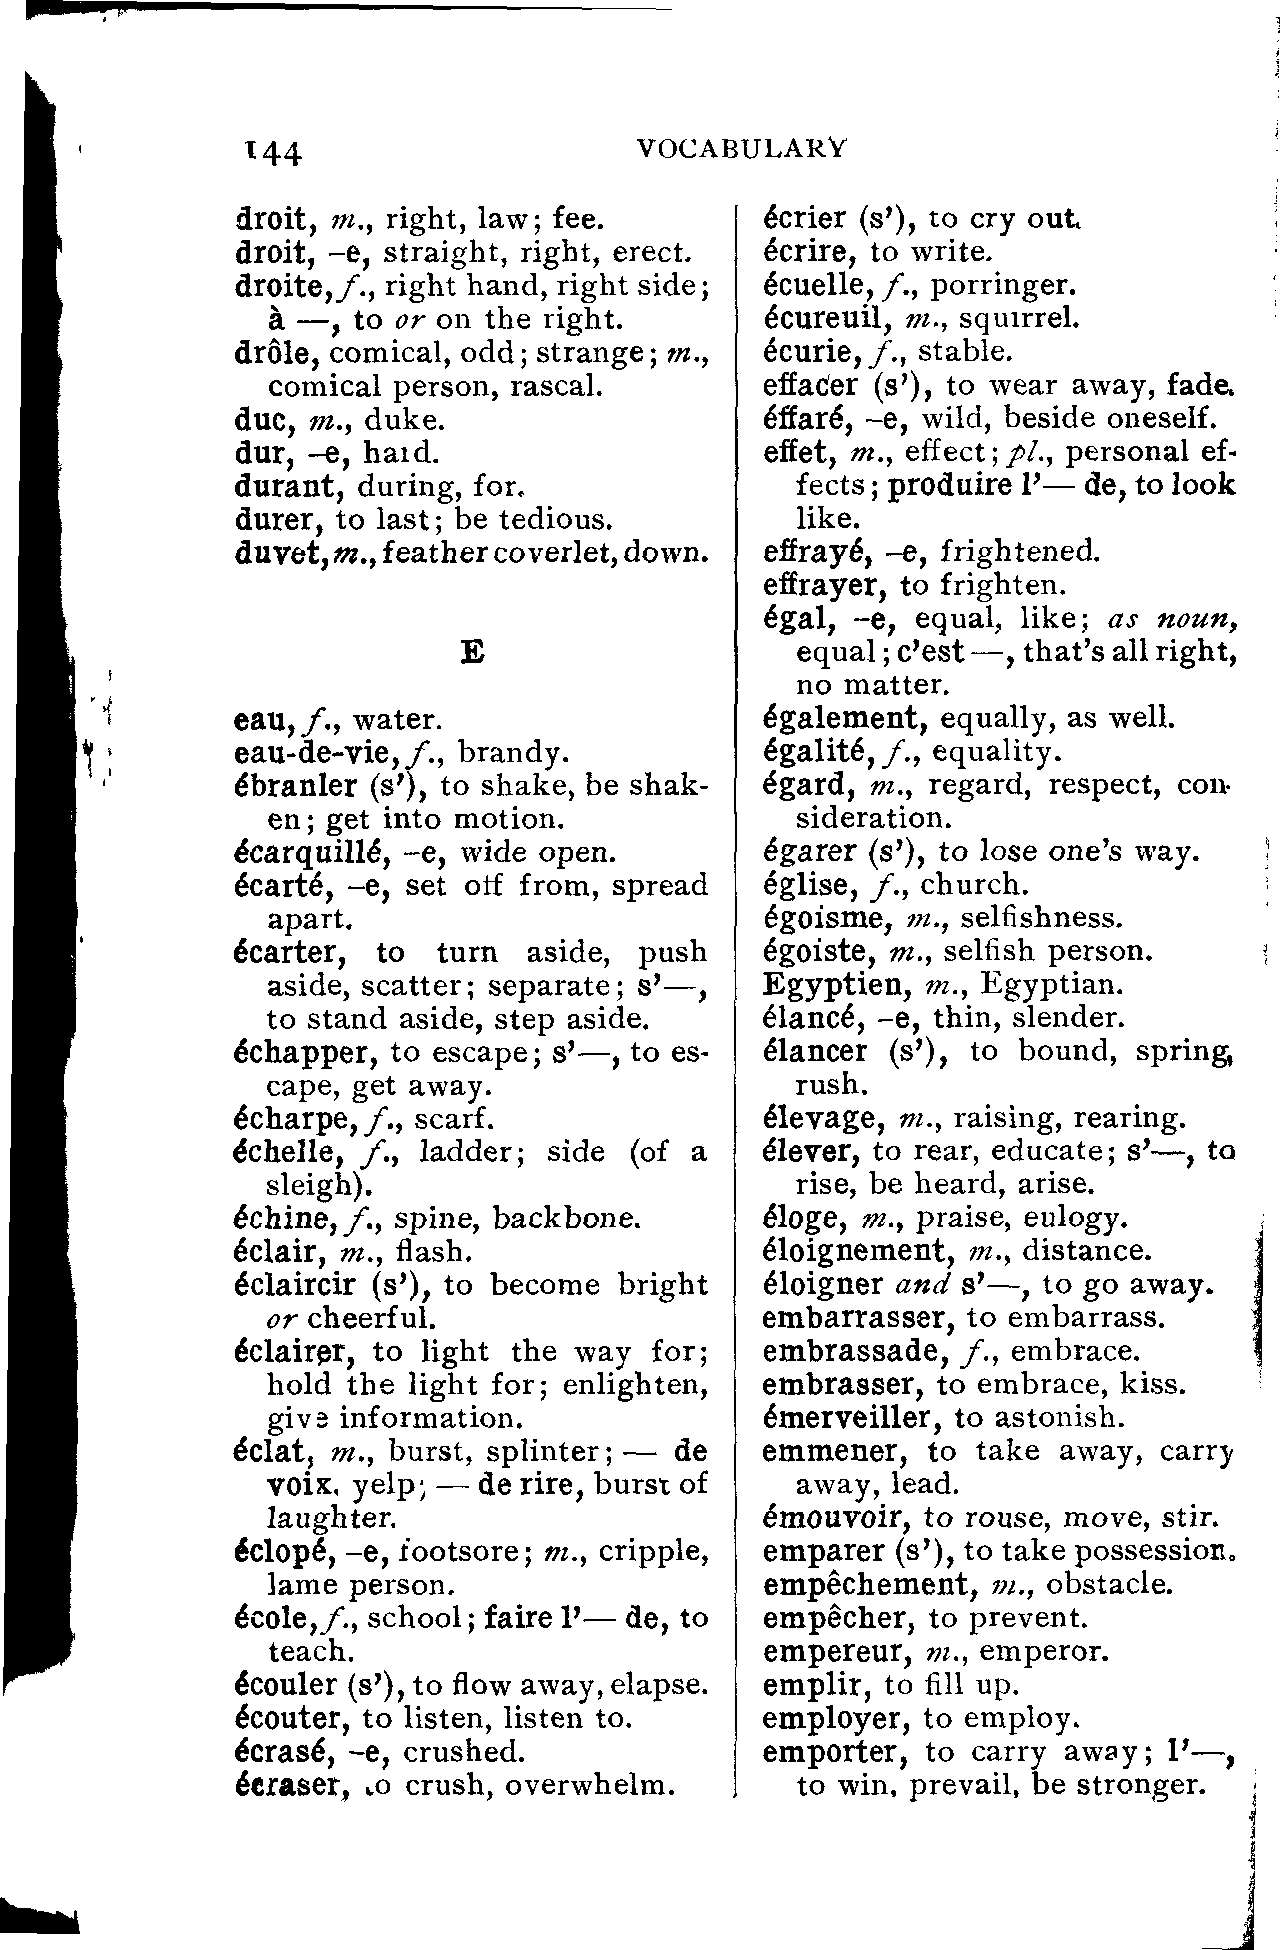 144 VOCABULARY
droit, m., right, law; fee.
droit, –e, straight, right, erect.
droite, f., right hand, right side;
à —, to or on the right.
drôle, comical, odd; strange; m.,
comical person, rascal.
duc, m., duke.
dur, –e, hard.
durant, during, for.
durer, to last; be tedious.
duvet, m., feather coverlet, down.
E
eau, f., water.
eau-de-vie, f., brandy.
ébranler (s’), to shake, be shak-
en; get into motion.
écarquillé, –e, wide open.
écarté, –e, set off from, spread
apart.
écarter, to turn aside, push
aside, scatter; separate; s’—,
to stand aside, step aside.
échapper, to escape; s’—, to es-
cape, get away.
écharpe, f., scarf.
échelle, f., ladder; side (of a
sleigh).
échine, f., spine, backbone.
éclair, m., flash.
éclaircir (s’), to become bright
or cheerful.
éclairer, to light the way for;
hold the light for; enlighten,
give information.
éclat, m., burst, splinter; — de
voix, yelp; — de rire, burst of
laughter.
éclopé, –e, footsore; m., cripple,
lame person.
école, f., school; faire l’— de, to
teach.
écouler (s’), to flow away, elapse.
écouter, to listen, listen to.
écrasé, –e, crushed.
écraser, to crush, overwhelm.
écrier (s’), to cry out.
écrire, to write.
écuelle, f., porringer.
écureuil, m., squirrel.
écurie, f., stable.
effacer (s’), to wear away, fade.
éffaré, –e, wild, beside oneself.
effet, m., effect; pl., personal ef-
fects; produire l’— de, to look
like.
effrayé, –e, frightened.
effrayer, to frighten.
égal, –e, equal, like; as noun,
equal; c’est —, that’s all right,
no matter.
également, equally, as well.
égalité, f., equality.
égard, m., regard, respect, con-
sideration.
égarer (s’), to lose one’s way.
église, f., church.
égoisme, m., selfishness.
égoiste, m., selfish person.
Egyptien, m., Egyptian.
élancé, –e, thin, slender.
élancer (s’), to bound, spring,
rush.
élevage, m., raising, rearing.
élever, to rear, educate; s’—, to
rise, be heard, arise.
éloge, m., praise, eulogy.
éloignement, m., distance.
éloigner and s’—, to go away.
embarrasser, to embarrass.
embrassade, f., embrace.
embrasser, to embrace, kiss.
émerveiller, to astonish.
emmener, to take away, carry
away, lead.
émouvoir, to rouse, move, stir.
emparer (s’), to take possession.
empêchement, m., obstacle.
empêcher, to prevent.
empereur, m., emperor.
emplir, to fill up.
employer, to employ.
emporter, to carry away; l’—,
to win, prevail, be stronger.